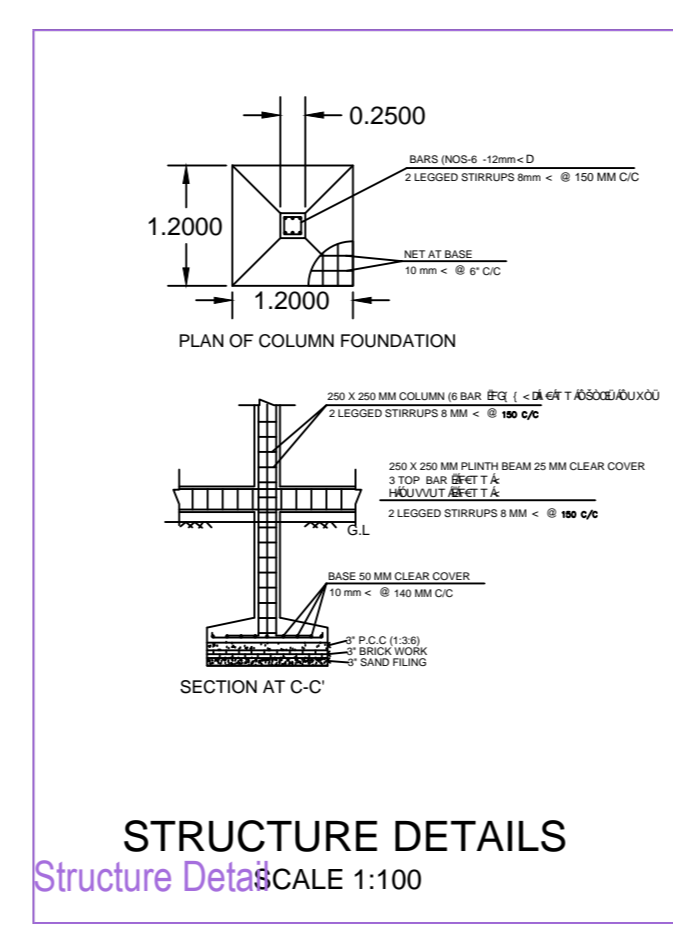 0.2500
BARS (NOS-6 -12mm< D
2 LEGGED STIRRUPS 8mm < @ 150 MM C/C
1.2000
NET AT BASE
10 mm < @ 6" C/C
1.2000
PLAN OF COLUMN FOUNDATION
250 X 250 MM COLUMN (6 BAR
2 LEGGED STIRRUPS 8 MM < @ 150 C/C
250 X 250 MM PLINTH BEAM 25 MM CLEAR COVER
3 TOP BAR
2 LEGGED STIRRUPS 8 MM < @ 150 C/C
G.L
BASE 50 MM CLEAR COVER
10 mm < @ 140 MM C/C
3" P.C.C (1:3:6)
3" BRICK WORK
3" SAND FILING
SECTION AT C-C'
STRUCTURE DETAILS
Structure Detail
SCALE 1:100